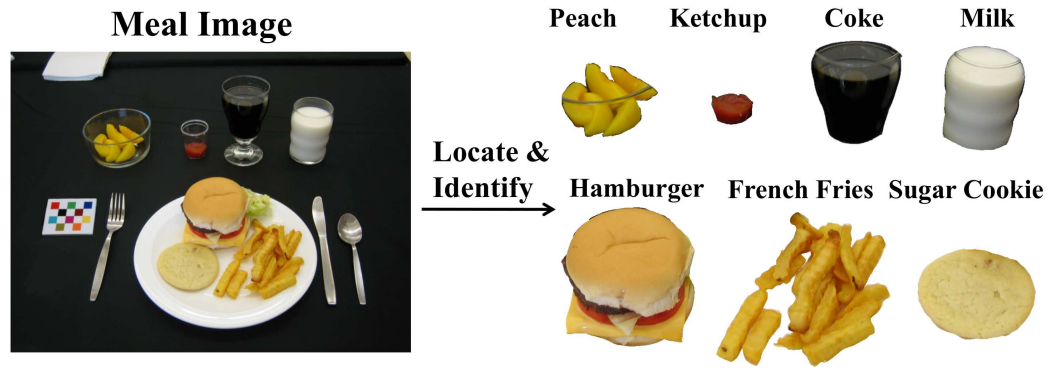 Meal Image
Peach
Ketchup
Coke
Milk
Locate &
Identify
Hamburger
French Fries
Sugar Cookie